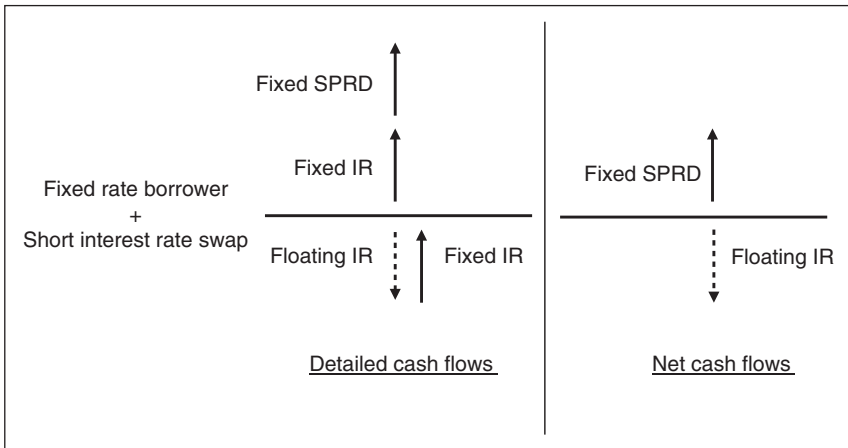 Fixed SPRD
Fixed IR
Fixed rate borrower
+
Short interest rate swap
Floating IR
Fixed IR
Detailed cash flows
Fixed SPRD
Floating IR
Net cash flows